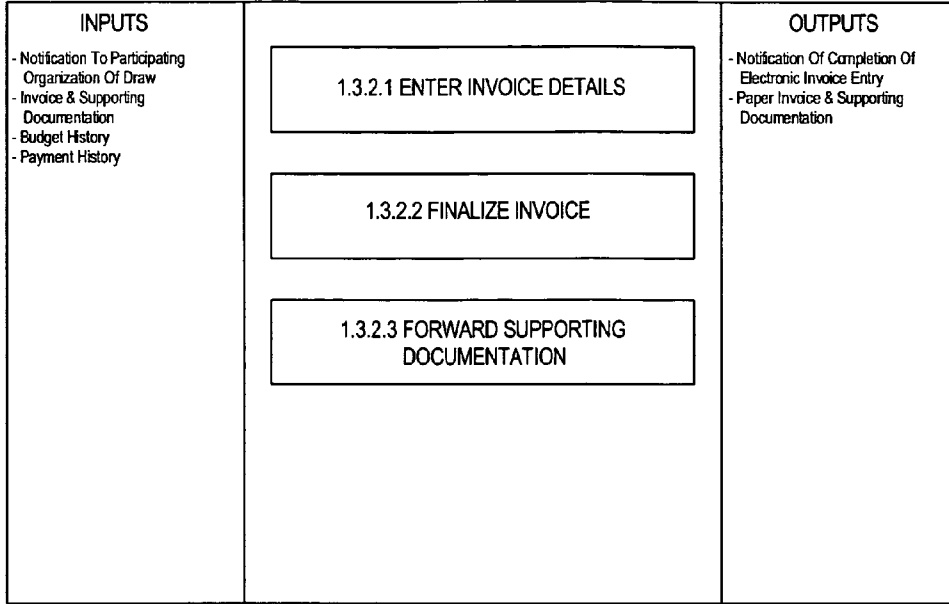 INPUTS
- Notification To Participating
Organization Of Draw
- Invoice & Supporting
Documentation
- Budget History
- Payment History
1.3.2.1 ENTER INVOICE DETAILS
1.3.2.2 FINALIZE INVOICE
1.3.2.3 FORWARD SUPPORTING
DOCUMENTATION
OUTPUTS
- Notification Of Completion Of
Electronic Invoice Entry
- Paper Invoice & Supporting
Documentation